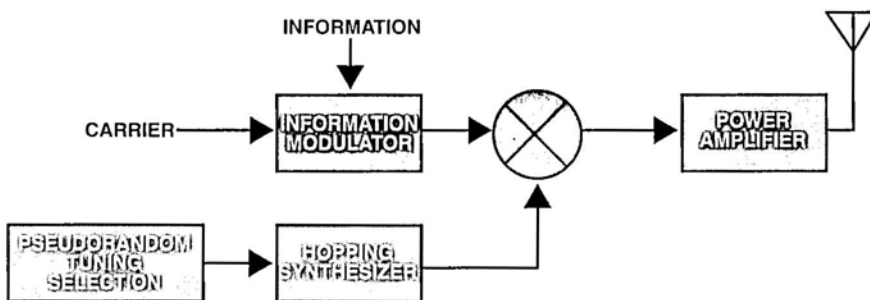 INFORMATION
CARRIER
INFORMATION
MODULATOR
POWER
AMPLIFIER
PSEUDORANDOM
TUNING
SELECTION
HOPPING
SYNTHESIZER